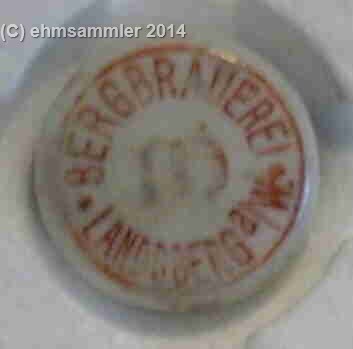 (C) ehmsammler 2014
BERGBRAUEREI
LANDSBERG a/W.